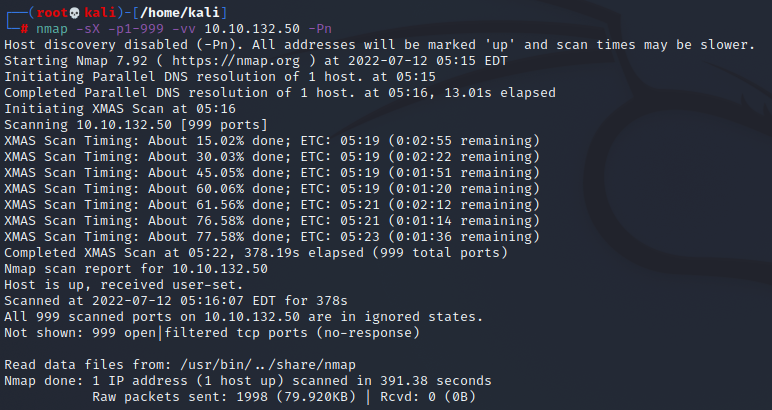 ┌──(root💀kali)-[/home/kali]
└─# nmap -sX -p1-999 -vv 10.10.132.50 -Pn
Host discovery disabled (-Pn). All addresses will be marked 'up' and scan times may be slower.
Starting Nmap 7.92 ( https://nmap.org ) at 2022-07-12 05:15 EDT
Initiating Parallel DNS resolution of 1 host. at 05:15
Completed Parallel DNS resolution of 1 host. at 05:16, 13.01s elapsed
Initiating XMAS Scan at 05:16
Scanning 10.10.132.50 [999 ports]
XMAS Scan Timing: About 15.02% done; ETC: 05:19 (0:02:55 remaining)
XMAS Scan Timing: About 30.03% done; ETC: 05:19 (0:02:22 remaining)
XMAS Scan Timing: About 45.05% done; ETC: 05:19 (0:01:51 remaining)
XMAS Scan Timing: About 60.06% done; ETC: 05:19 (0:01:20 remaining)
XMAS Scan Timing: About 61.56% done; ETC: 05:21 (0:02:12 remaining)
XMAS Scan Timing: About 76.58% done; ETC: 05:21 (0:01:14 remaining)
XMAS Scan Timing: About 77.58% done; ETC: 05:23 (0:01:36 remaining)
Completed XMAS Scan at 05:22, 378.19s elapsed (999 total ports)
Nmap scan report for 10.10.132.50
Host is up, received user-set.
Scanned at 2022-07-12 05:16:07 EDT for 378s
All 999 scanned ports on 10.10.132.50 are in ignored states.
Not shown: 999 open|filtered tcp ports (no-response)

Read data files from: /usr/bin/../share/nmap
Nmap done: 1 IP address (1 host up) scanned in 391.38 seconds
Raw packets sent: 1998 (79.920KB) | Rcvd: 0 (0B)